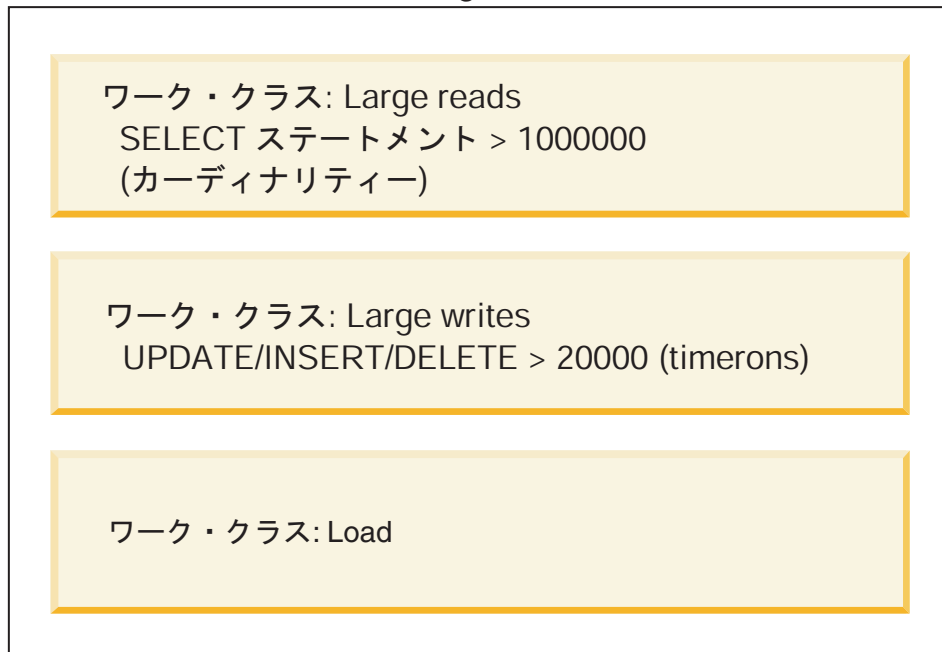 ワーク・クラス: Large reads
SELECT ステートメント > 1000000
(カーディナリティー)
ワーク・クラス: Large writes
UPDATE/INSERT/DELETE > 20000 (timerons)
ワーク・クラス: Load